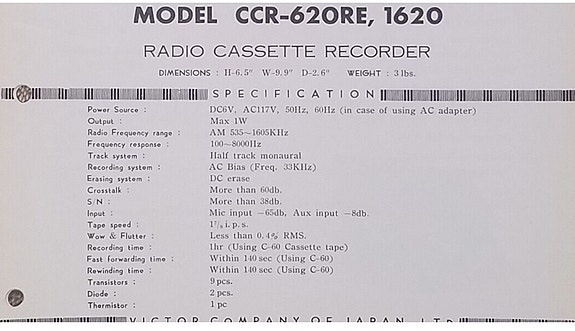 MODEL CCR-620RE, 1620
RADIO CASSETTE RECORDER
DIMENSIONS : H-6.5" W-9.9" D-2.6" WEIGHT : 3 lbs.
SPECIFICATION
Power Source : DC6V, AC117V, 50Hz, 60Hz (in case of using AC adapter)
Output : Max 1W
Radio Frequency range : AM 535~1605KHz
Frequency response : 100~8000Hz
Track system : Half track monaural
Recording system : AC Bias (Freq. 33KHz)
Erasing system : DC erase
Crosstalk : More than 60db.
S/N : More than 38db.
Input : Mic input -65db, Aux input -8db.
Tape speed : 1⅞ i. p. s.
Wow & Flutter : Less than 0.4% RMS.
Recording time : 1hr (Using C-60 Cassette tape)
Fast forwarding time : Within 140 sec (Using C-60)
Rewinding time : Within 140 sec (Using C-60)
Transistors : 9 pcs.
Diode : 2 pcs.
Thermistor : 1 pc
VICTOR COMPANY OF JAPAN, LTD